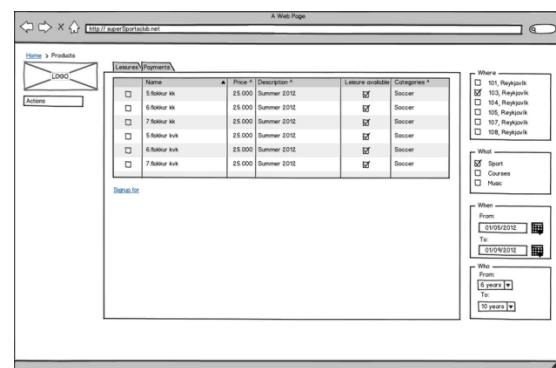 A Web Page
http:// superSportsclub.net
Home > Products
LOGO
Actions
Leisures Payments
Name Price ^ Description ^ Leisure available Categories ^
5.flokkur kk 25.000 Summer 2012 Soccer
6.flokkur kk 25.000 Summer 2012 Soccer
7.flokkur kk 25.000 Summer 2012 Soccer
5.flokkur kvk 25.000 Summer 2012 Soccer
6.flokkur kvk 25.000 Summer 2012 Soccer
7.flokkur kvk 25.000 Summer 2012 Soccer
Signup for
Where
101, Reykjavík
103, Reykjavík
104, Reykjavík
105, Reykjavík
107, Reykjavík
108, Reykjavík
What
Sport
Courses
Music
When
From:
01/05/2012
To:
01/09/2012
Who
From:
6 years
To:
10 years